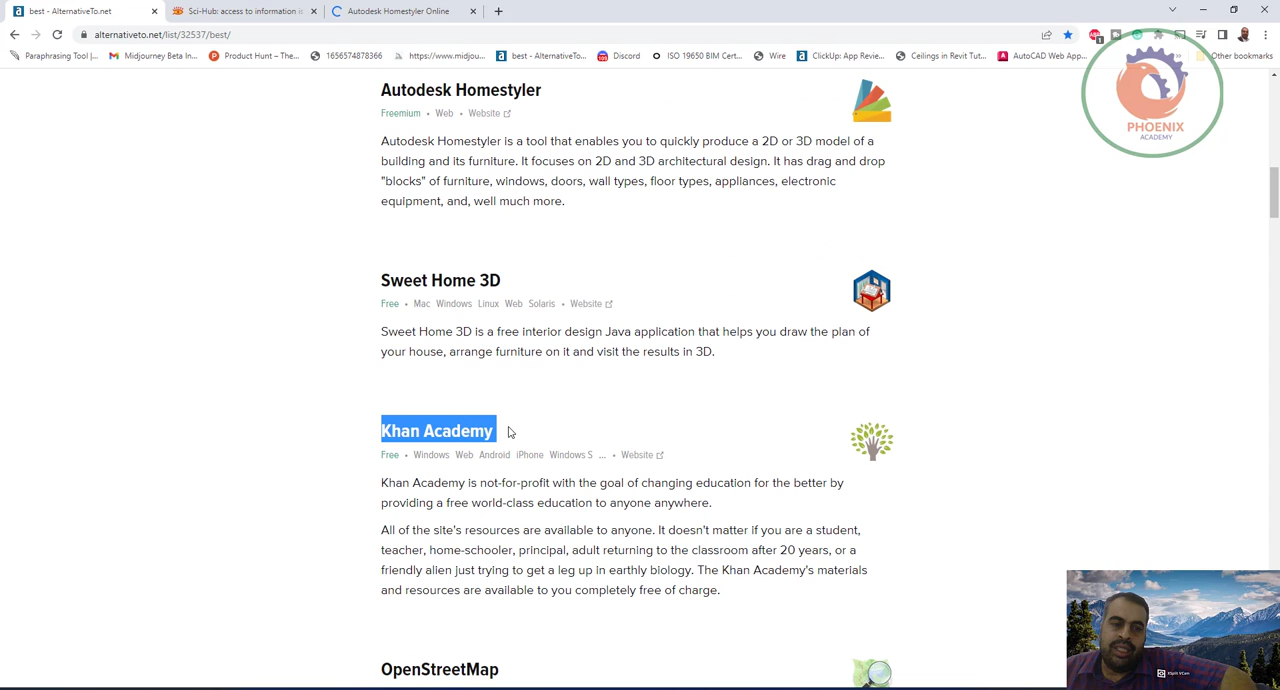 best - AlternativeTo.net
Sci-Hub: access to information i
Autodesk Homestyler Online
alternativeto.net/list/32537/best/
Paraphrasing Tool |...
Midjourney Beta In...
Product Hunt – The...
1656574878366
https://www.midjou...
best - AlternativeTo...
Discord
ISO 19650 BIM Cert...
Wire
ClickUp: App Revie...
Ceilings in Revit Tut...
AutoCAD Web App...
Other bookmarks
PHOENIX
ACADEMY
Autodesk Homestyler
Freemium • Web • Website
Autodesk Homestyler is a tool that enables you to quickly produce a 2D or 3D model of a
building and its furniture. It focuses on 2D and 3D architectural design. It has drag and drop
"blocks" of furniture, windows, doors, wall types, floor types, appliances, electronic
equipment, and, well much more.
Sweet Home 3D
Free • Mac Windows Linux Web Solaris • Website
Sweet Home 3D is a free interior design Java application that helps you draw the plan of
your house, arrange furniture on it and visit the results in 3D.
Khan Academy
Free • Windows Web Android iPhone Windows S ... • Website
Khan Academy is not-for-profit with the goal of changing education for the better by
providing a free world-class education to anyone anywhere.
All of the site's resources are available to anyone. It doesn't matter if you are a student,
teacher, home-schooler, principal, adult returning to the classroom after 20 years, or a
friendly alien just trying to get a leg up in earthly biology. The Khan Academy's materials
and resources are available to you completely free of charge.
OpenStreetMap
XSplit VCam